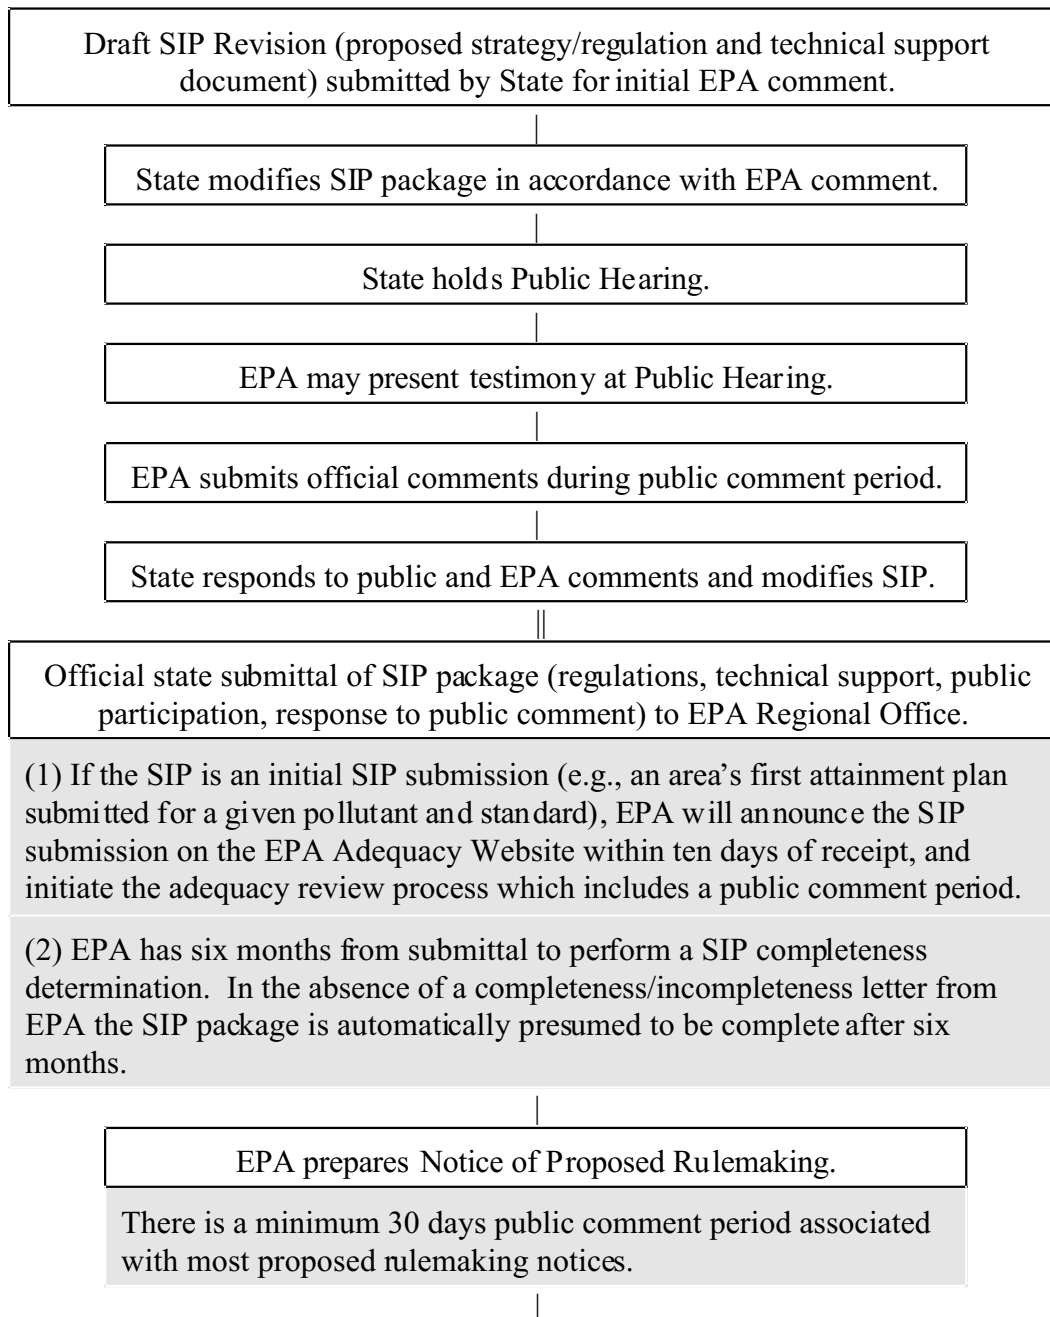 Draft SIP Revision (proposed strategy/regulation and technical support
document) submitted by State for initial EPA comment.
State modifies SIP package in accordance with EPA comment.
State holds Public Hearing.
EPA may present testimony at Public Hearing.
EPA submits official comments during public comment period.
State responds to public and EPA comments and modifies SIP.
Official state submittal of SIP package (regulations, technical support, public
participation, response to public comment) to EPA Regional Office.
(1) If the SIP is an initial SIP submission (e.g., an area’s first attainment plan
submitted for a given pollutant and standard), EPA will announce the SIP
submission on the EPA Adequacy Website within ten days of receipt, and
initiate the adequacy review process which includes a public comment period.
(2) EPA has six months from submittal to perform a SIP completeness
determination.  In the absence of a completeness/incompleteness letter from
EPA the SIP package is automatically presumed to be complete after six
months.
EPA prepares Notice of Proposed Rulemaking.
There is a minimum 30 days public comment period associated
with most proposed rulemaking notices.